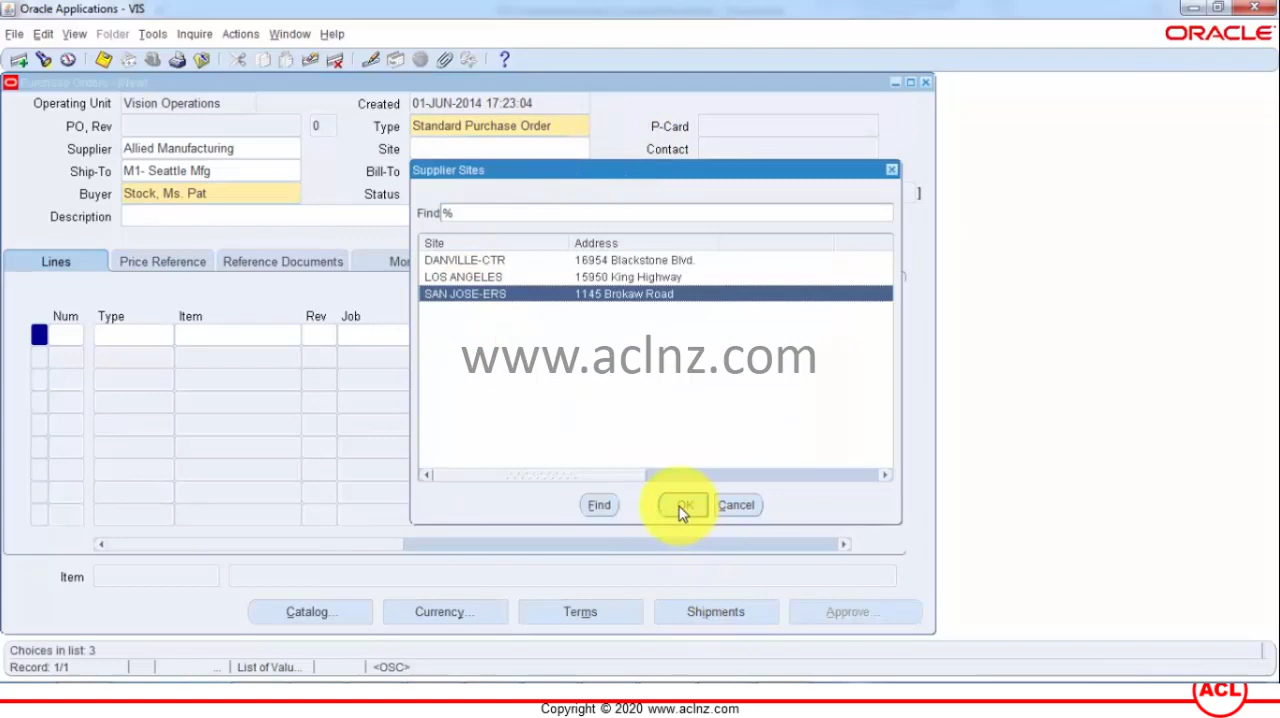 Oracle Applications - VIS
File Edit View Folder Tools Inquire Actions Window Help
ORACLE
Operating Unit Vision Operations Created 01-JUN-2014 17:23:04
PO, Rev 0 Type Standard Purchase Order P-Card
Supplier Allied Manufacturing Site Contact
Ship-To M1- Seattle Mfg Bill-To
Buyer Stock, Ms. Pat Status ]
Description
Supplier Sites
Find %
Site Address
DANVILLE-CTR 16954 Blackstone Blvd.
LOS ANGELES 15950 King Highway
SAN JOSE-ERS 1145 Brokaw Road
www.aclnz.com
Find OK Cancel
Lines Price Reference Reference Documents Mo
Num Type Item Rev Job
Item
Catalog... Currency... Terms Shipments Approve...
Choices in list: 3
Record: 1/1 ... List of Valu... <OSC>
ACL
Copyright © 2020 www.aclnz.com